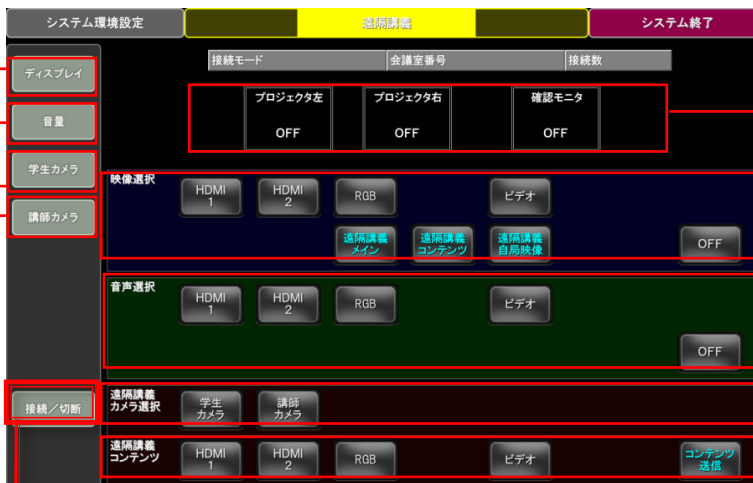 システム環境設定
遠隔講義
システム終了
接続モード
会議室番号
接続数
ディスプレイ
音量
学生カメラ
講師カメラ
プロジェクタ左
OFF
プロジェクタ右
OFF
確認モニタ
OFF
映像選択
HDMI
1
HDMI
2
RGB
ビデオ
遠隔講義
メイン
遠隔講義
コンテンツ
遠隔講義
自局映像
OFF
音声選択
HDMI
1
HDMI
2
RGB
ビデオ
OFF
接続/切断
遠隔講義
カメラ選択
学生
カメラ
講師
カメラ
遠隔講義
コンテンツ
HDMI
1
HDMI
2
RGB
ビデオ
コンテンツ
送信